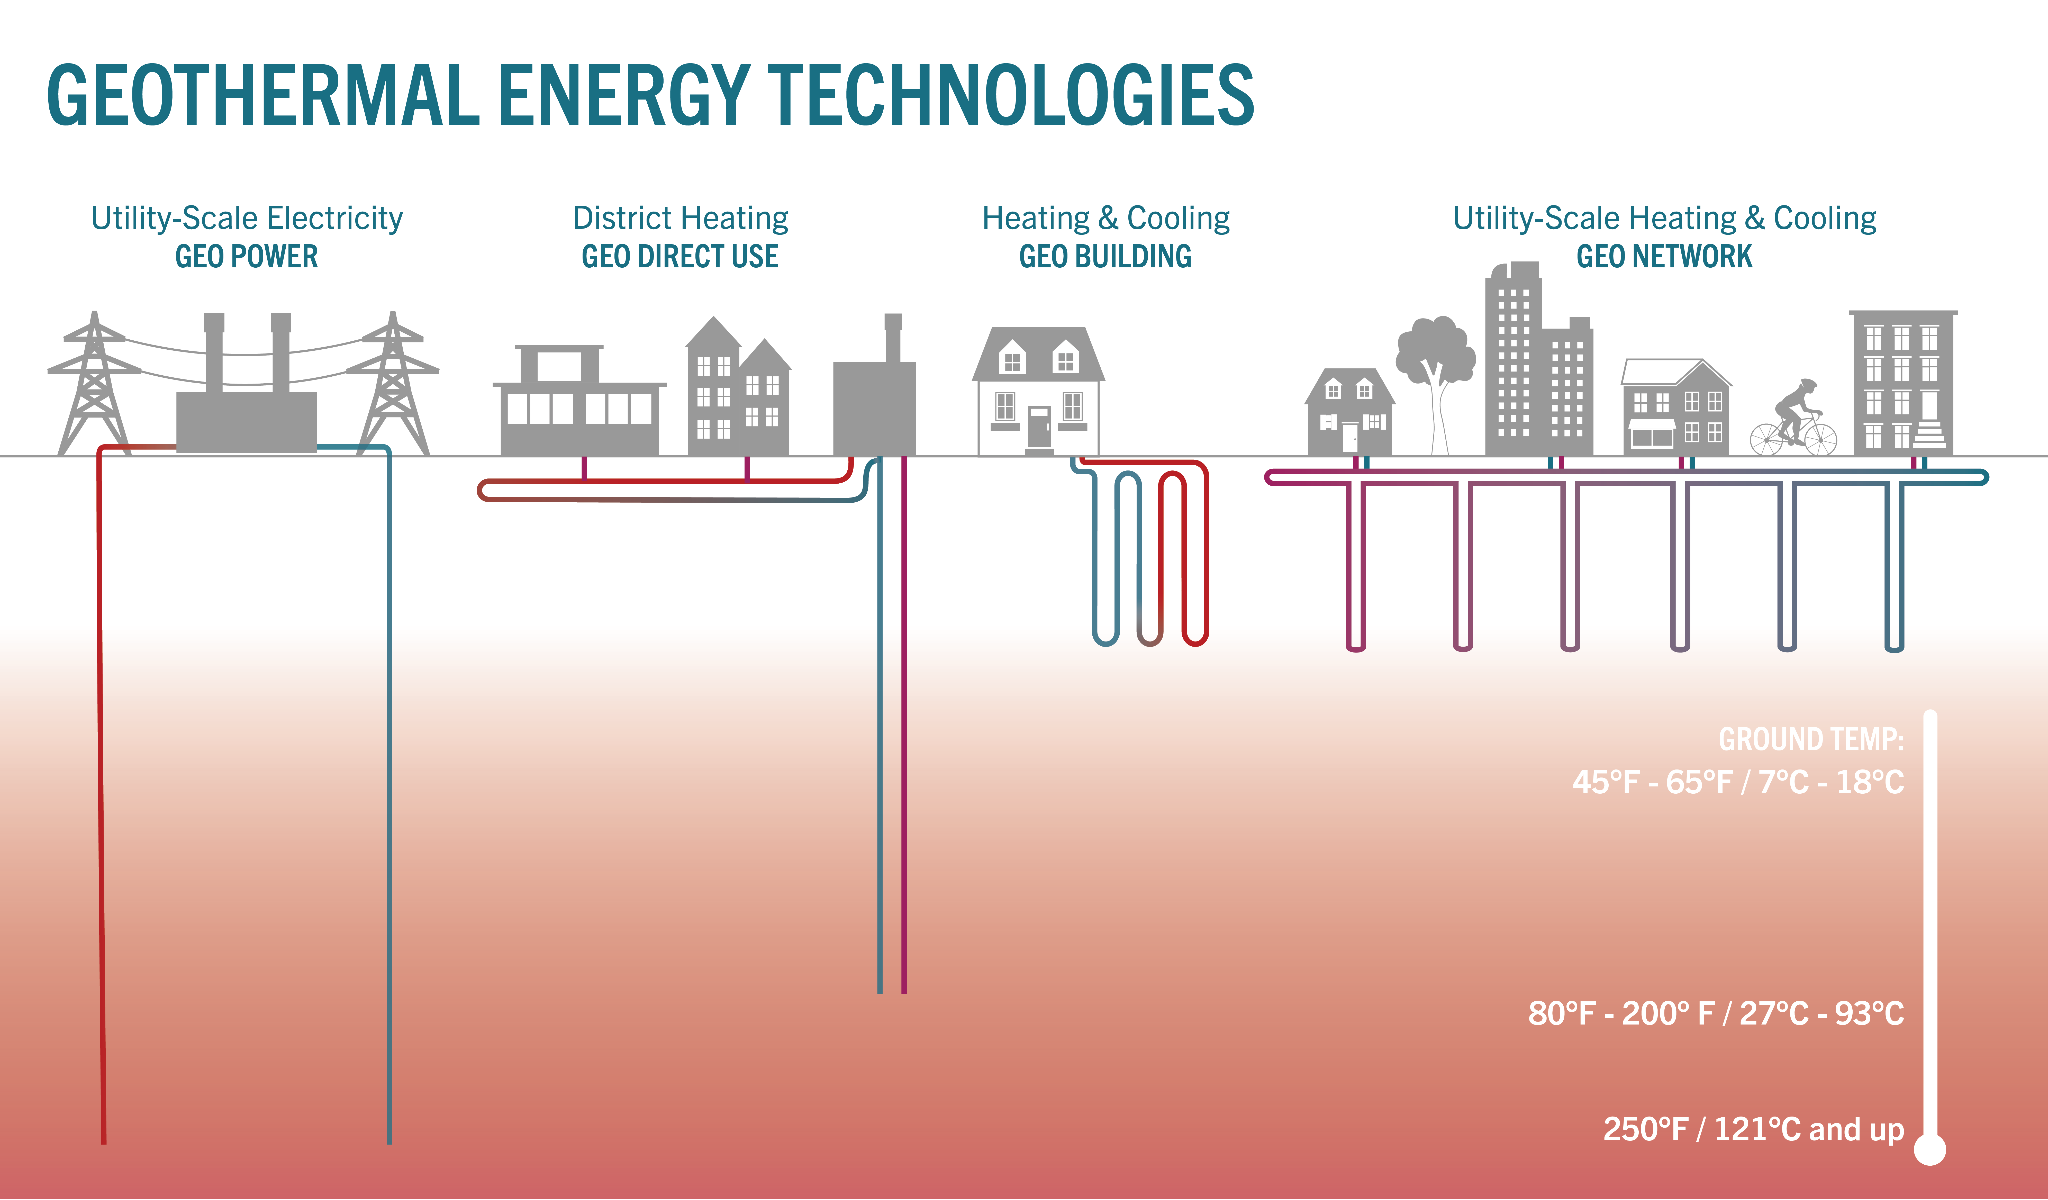 GEOTHERMAL ENERGY TECHNOLOGIES
Utility-Scale Electricity
GEO POWER
District Heating
GEO DIRECT USE
Heating & Cooling
GEO BUILDING
Utility-Scale Heating & Cooling
GEO NETWORK
GROUND TEMP:
45°F - 65°F / 7°C - 18°C
80°F - 200° F / 27°C - 93°C
250°F / 121°C and up